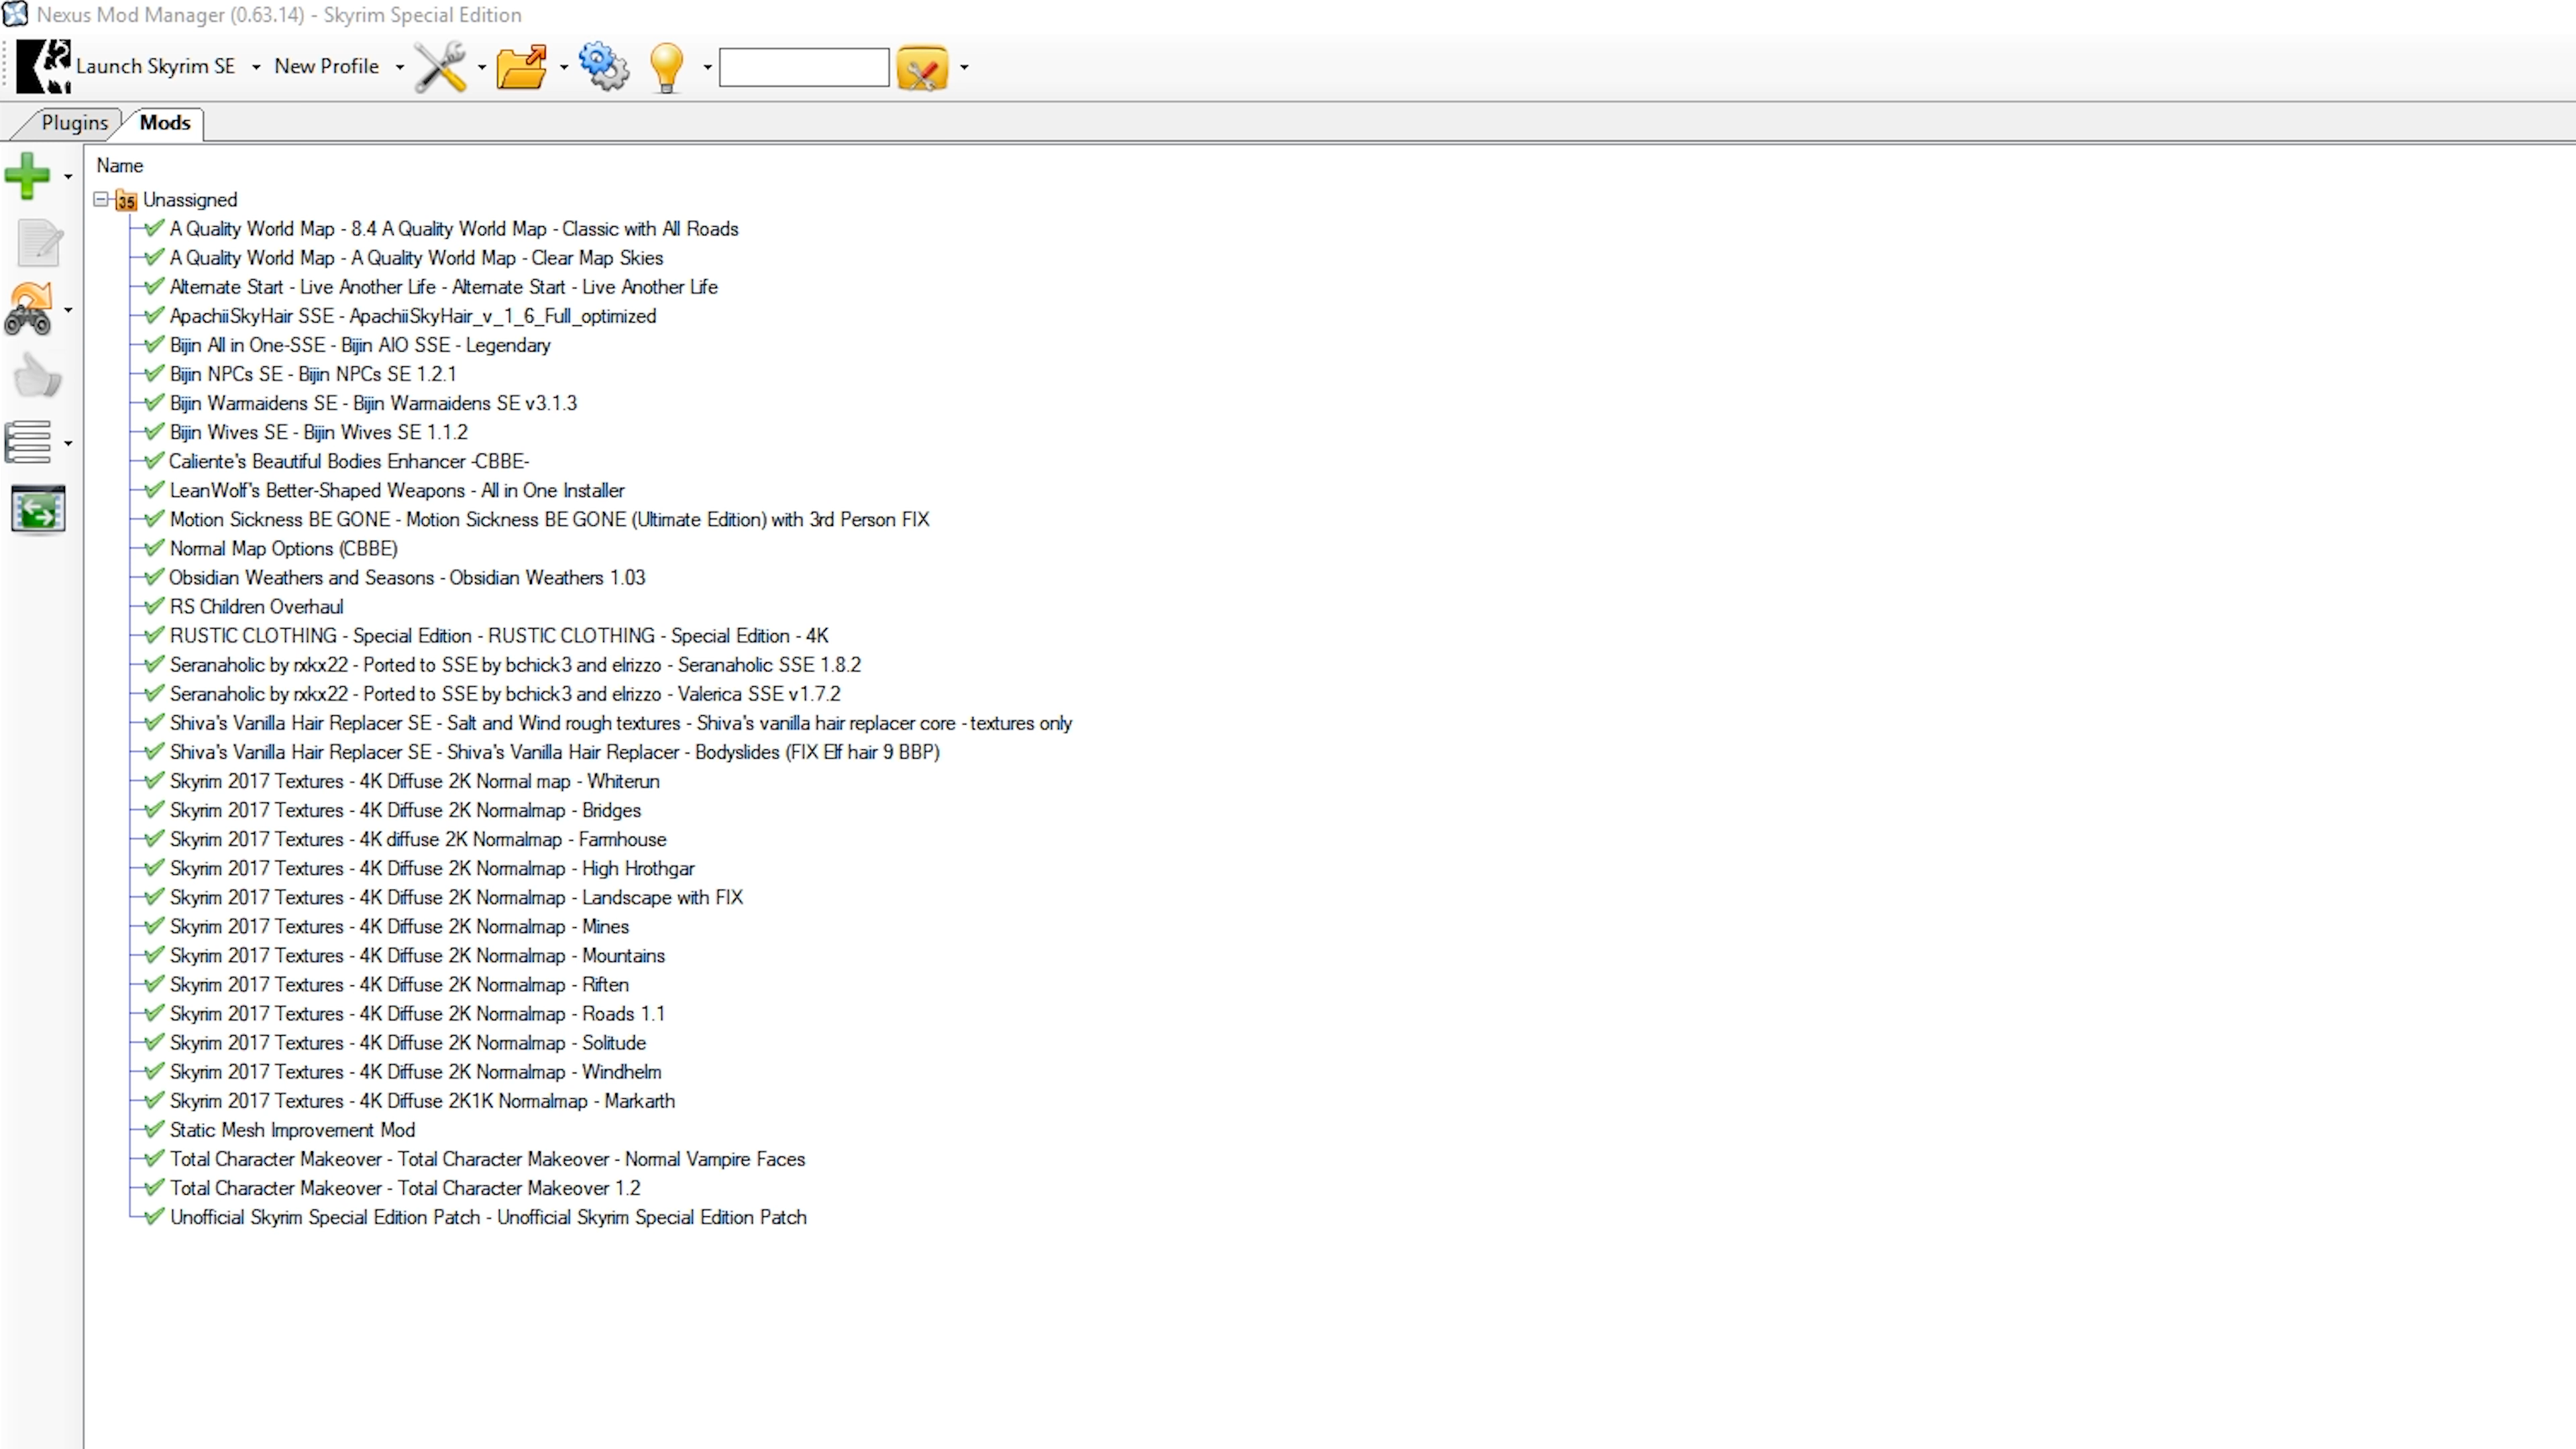 Nexus Mod Manager (0.63.14) - Skyrim Special Edition
Launch Skyrim SE New Profile
Plugins Mods
Name
35 Unassigned
A Quality World Map - 8.4 A Quality World Map - Classic with All Roads
A Quality World Map - A Quality World Map - Clear Map Skies
Alternate Start - Live Another Life - Alternate Start - Live Another Life
ApachiiSkyHair SSE - ApachiiSkyHair_v_1_6_Full_optimized
Bijin All in One-SSE - Bijin AIO SSE - Legendary
Bijin NPCs SE - Bijin NPCs SE 1.2.1
Bijin Warmaidens SE - Bijin Warmaidens SE v3.1.3
Bijin Wives SE - Bijin Wives SE 1.1.2
Caliente's Beautiful Bodies Enhancer -CBBE-
LeanWolf's Better-Shaped Weapons - All in One Installer
Motion Sickness BE GONE - Motion Sickness BE GONE (Ultimate Edition) with 3rd Person FIX
Normal Map Options (CBBE)
Obsidian Weathers and Seasons - Obsidian Weathers 1.03
RS Children Overhaul
RUSTIC CLOTHING - Special Edition - RUSTIC CLOTHING - Special Edition - 4K
Seranaholic by rxkx22 - Ported to SSE by bchick3 and elrizzo - Seranaholic SSE 1.8.2
Seranaholic by rxkx22 - Ported to SSE by bchick3 and elrizzo - Valerica SSE v1.7.2
Shiva's Vanilla Hair Replacer SE - Salt and Wind rough textures - Shiva's vanilla hair replacer core - textures only
Shiva's Vanilla Hair Replacer SE - Shiva's Vanilla Hair Replacer - Bodyslides (FIX Elf hair 9 BBP)
Skyrim 2017 Textures - 4K Diffuse 2K Normal map - Whiterun
Skyrim 2017 Textures - 4K Diffuse 2K Normalmap - Bridges
Skyrim 2017 Textures - 4K diffuse 2K Normalmap - Farmhouse
Skyrim 2017 Textures - 4K Diffuse 2K Normalmap - High Hrothgar
Skyrim 2017 Textures - 4K Diffuse 2K Normalmap - Landscape with FIX
Skyrim 2017 Textures - 4K Diffuse 2K Normalmap - Mines
Skyrim 2017 Textures - 4K Diffuse 2K Normalmap - Mountains
Skyrim 2017 Textures - 4K Diffuse 2K Normalmap - Riften
Skyrim 2017 Textures - 4K Diffuse 2K Normalmap - Roads 1.1
Skyrim 2017 Textures - 4K Diffuse 2K Normalmap - Solitude
Skyrim 2017 Textures - 4K Diffuse 2K Normalmap - Windhelm
Skyrim 2017 Textures - 4K Diffuse 2K1K Normalmap - Markarth
Static Mesh Improvement Mod
Total Character Makeover - Total Character Makeover - Normal Vampire Faces
Total Character Makeover - Total Character Makeover 1.2
Unofficial Skyrim Special Edition Patch - Unofficial Skyrim Special Edition Patch